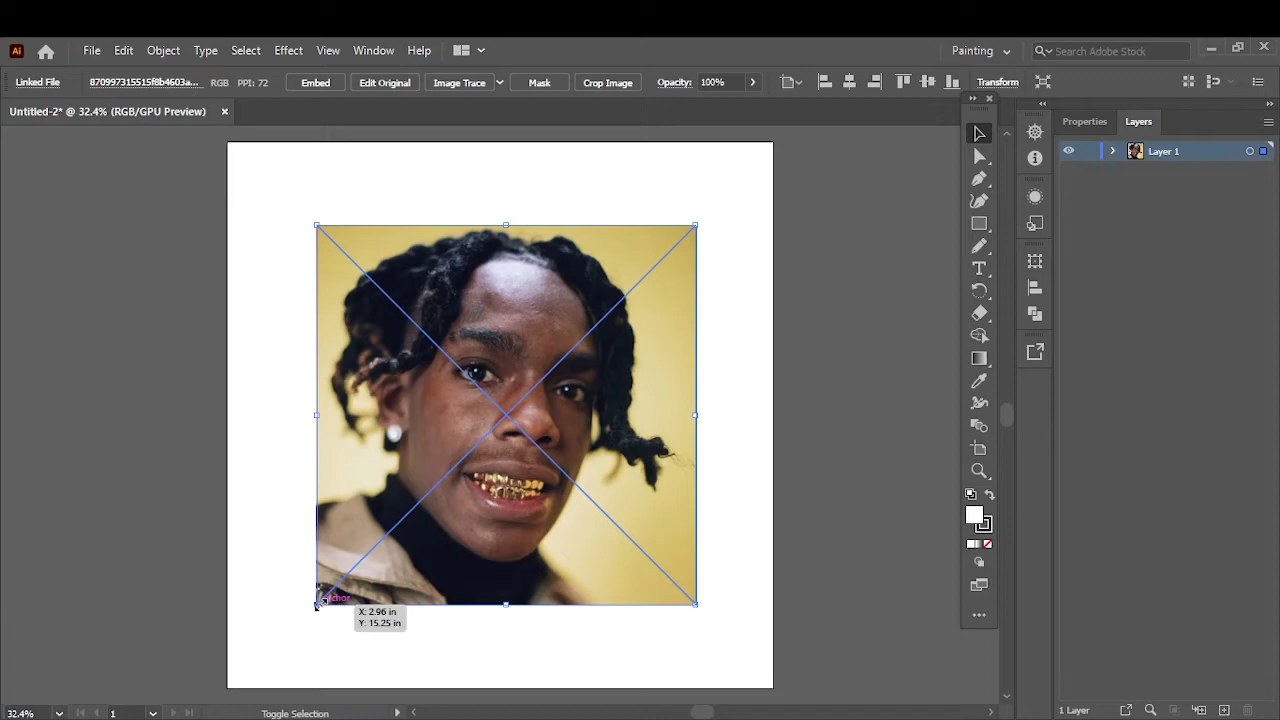 Ai File Edit Object Type Select Effect View Window Help Painting Search Adobe Stock
Linked File 870997315515f8b4603a... RGB PPI: 72 Embed Edit Original Image Trace Mask Crop Image Opacity: 100% Transform
Untitled-2* @ 32.4% (RGB/GPU Preview)
Properties Layers
Layer 1
X: 2.96 in
Y: 15.25 in
32.4% 1 Toggle Selection
1 Layer